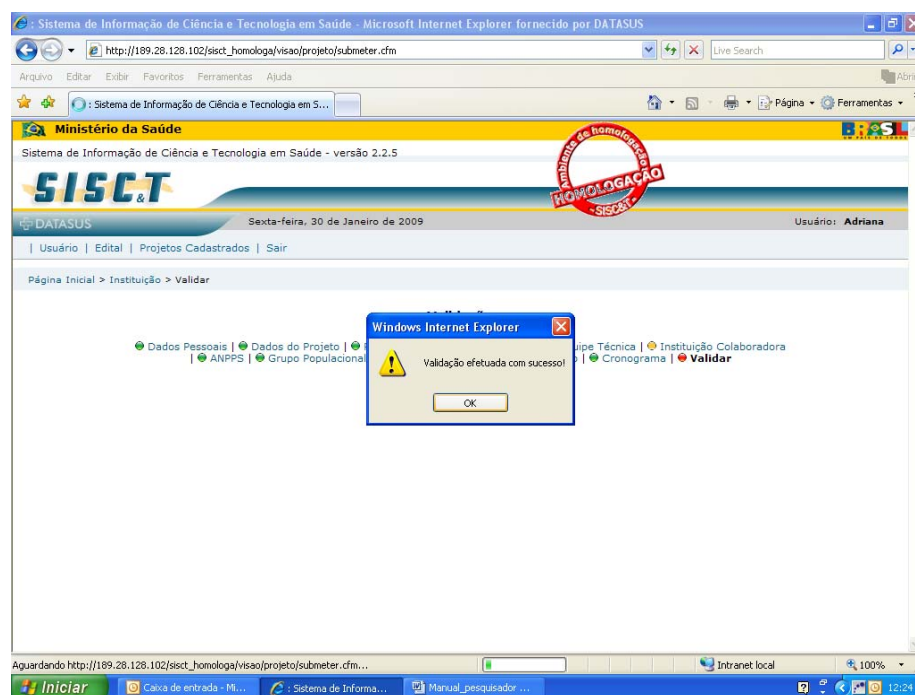 : Sistema de Informação de Ciência e Tecnologia em Saúde - Microsoft Internet Explorer fornecido por DATASUS
http://189.28.128.102/sisct_homologa/visao/projeto/submeter.cfm
Live Search
Arquivo Editar Exibir Favoritos Ferramentas Ajuda
: Sistema de Informação de Ciência e Tecnologia em S...
Página Ferramentas
Ministério da Saúde
BRASIL
Sistema de Informação de Ciência e Tecnologia em Saúde - versão 2.2.5
Ambiente de homologação
HOMOLOGAÇÃO
- SISC&T -
SISC&T
DATASUS
Sexta-feira, 30 de Janeiro de 2009
Usuário: Adriana
| Usuário | Edital | Projetos Cadastrados | Sair
Página Inicial > Instituição > Validar
Windows Internet Explorer
Dados Pessoais | Dados do Projeto |
Técnica | Instituição Colaboradora
| ANPPS | Grupo Populacional
| Cronograma | Validar
Validação efetuada com sucesso!
OK
Aguardando http://189.28.128.102/sisct_homologa/visao/projeto/submeter.cfm...
Intranet local
100%
Iniciar
Caixa de entrada - Mi...
: Sistema de Informa...
Manual_pesquisador ...
12:24